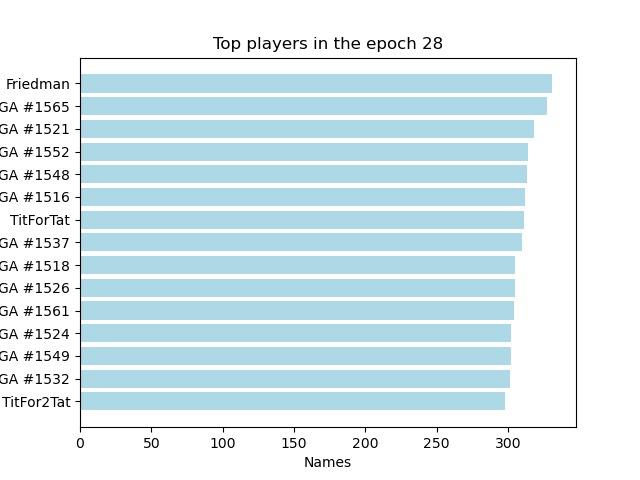 Top players in the epoch 28
Friedman
GA #1565
GA #1521
GA #1552
GA #1548
GA #1516
TitForTat
GA #1537
GA #1518
GA #1526
GA #1561
GA #1524
GA #1549
GA #1532
TitFor2Tat
0 50 100 150 200 250 300
Names